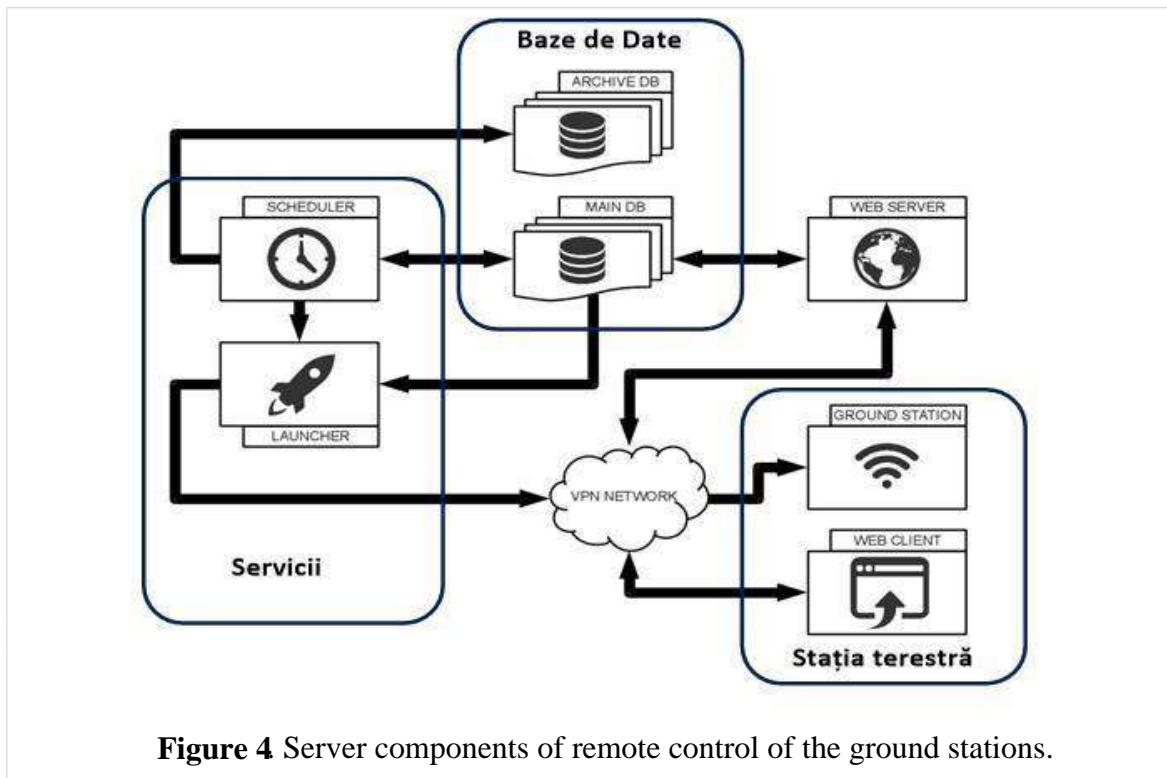 Baze de Date
ARCHIVE DB
SCHEDULER
MAIN DB
WEB SERVER
LAUNCHER
GROUND STATION
VPN NETWORK
WEB CLIENT
Servicii
Stația terestră
Figure 4. Server components of remote control of the ground stations.